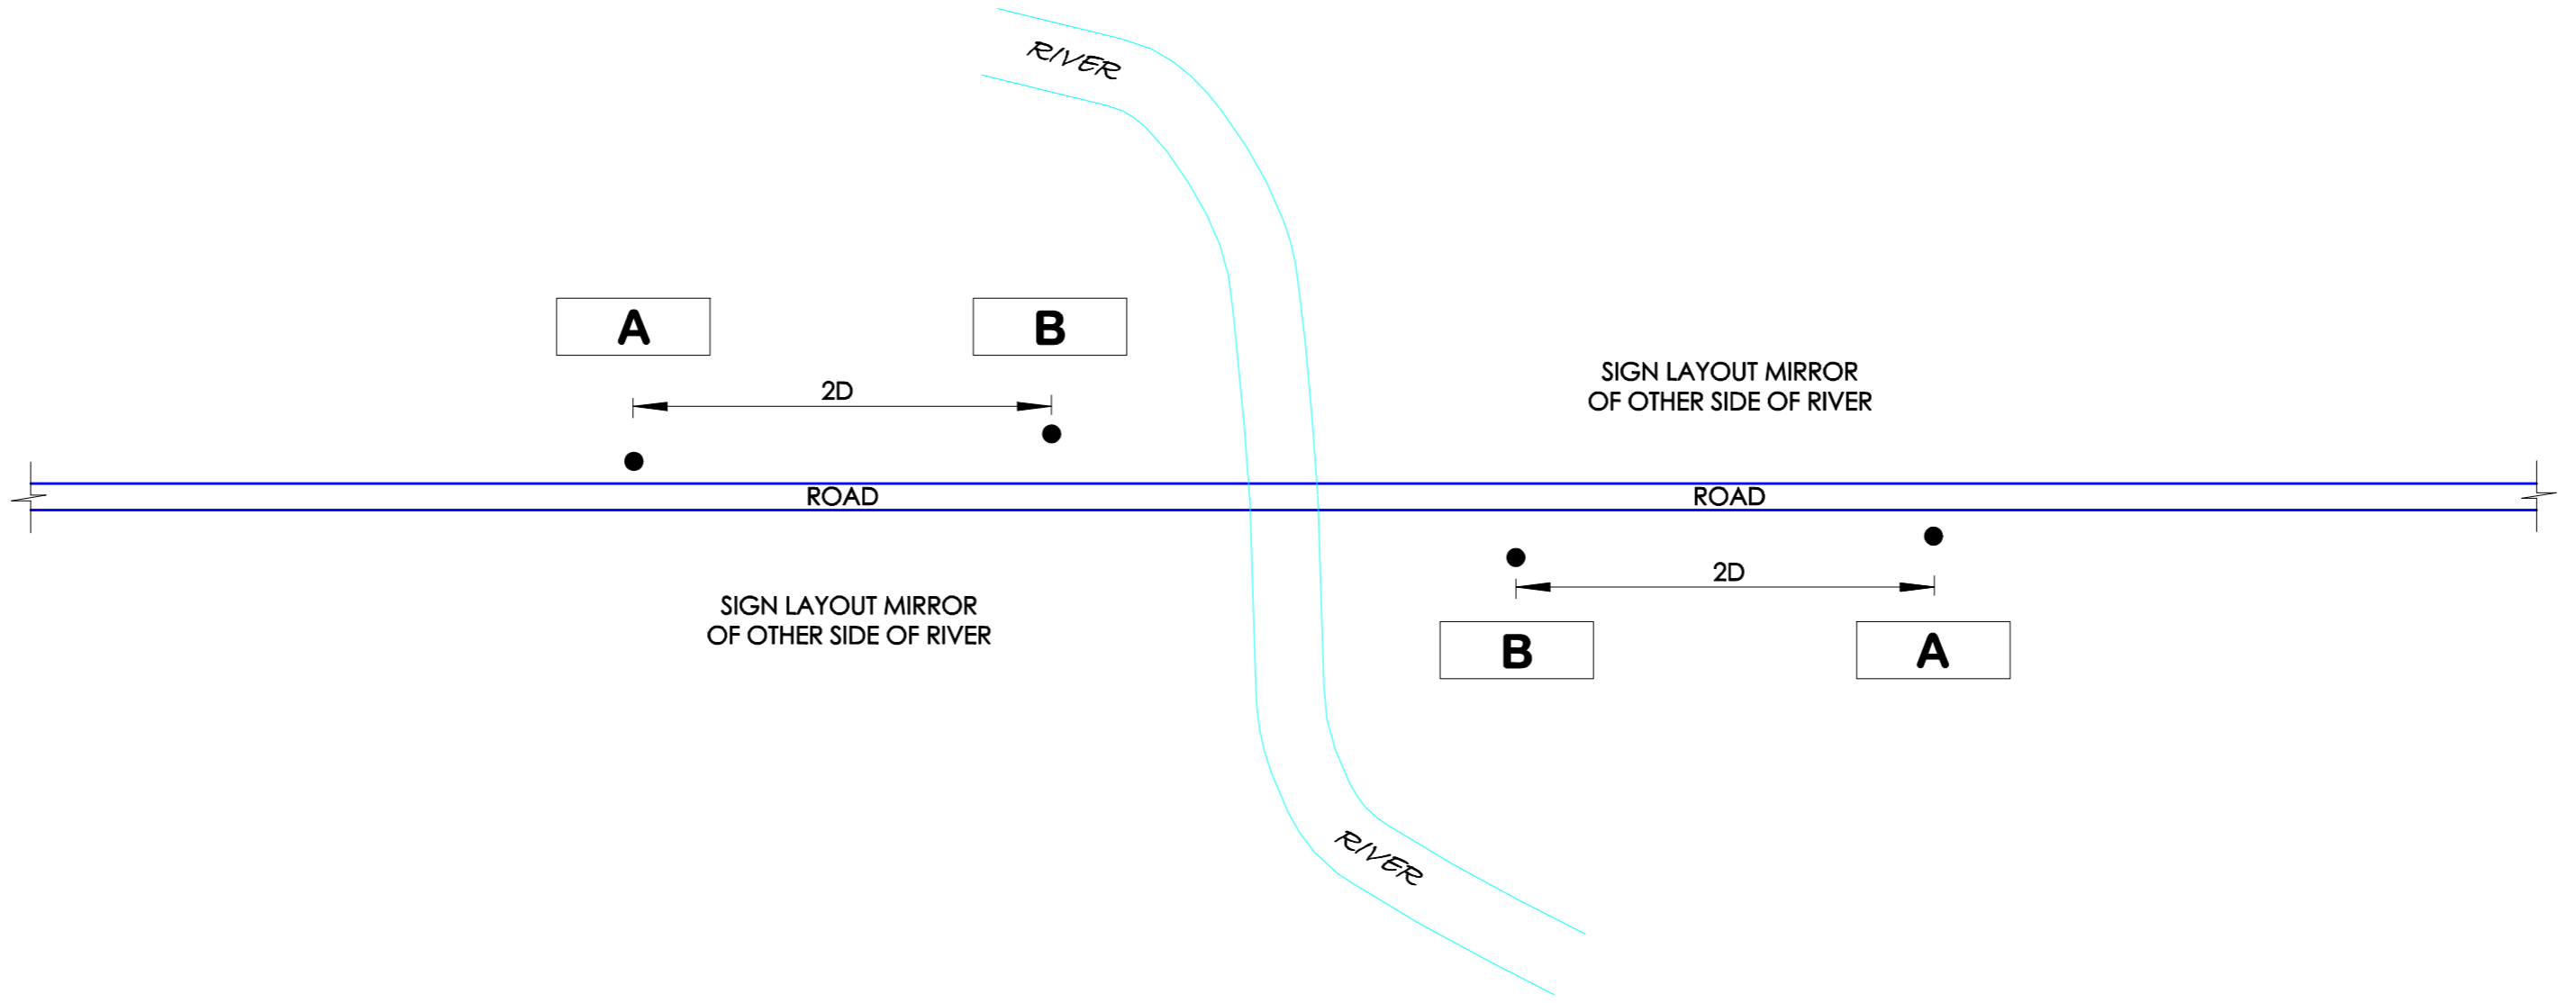 RIVER
A
B
2D
SIGN LAYOUT MIRROR
OF OTHER SIDE OF RIVER
ROAD
ROAD
2D
SIGN LAYOUT MIRROR
OF OTHER SIDE OF RIVER
B
A
RIVER